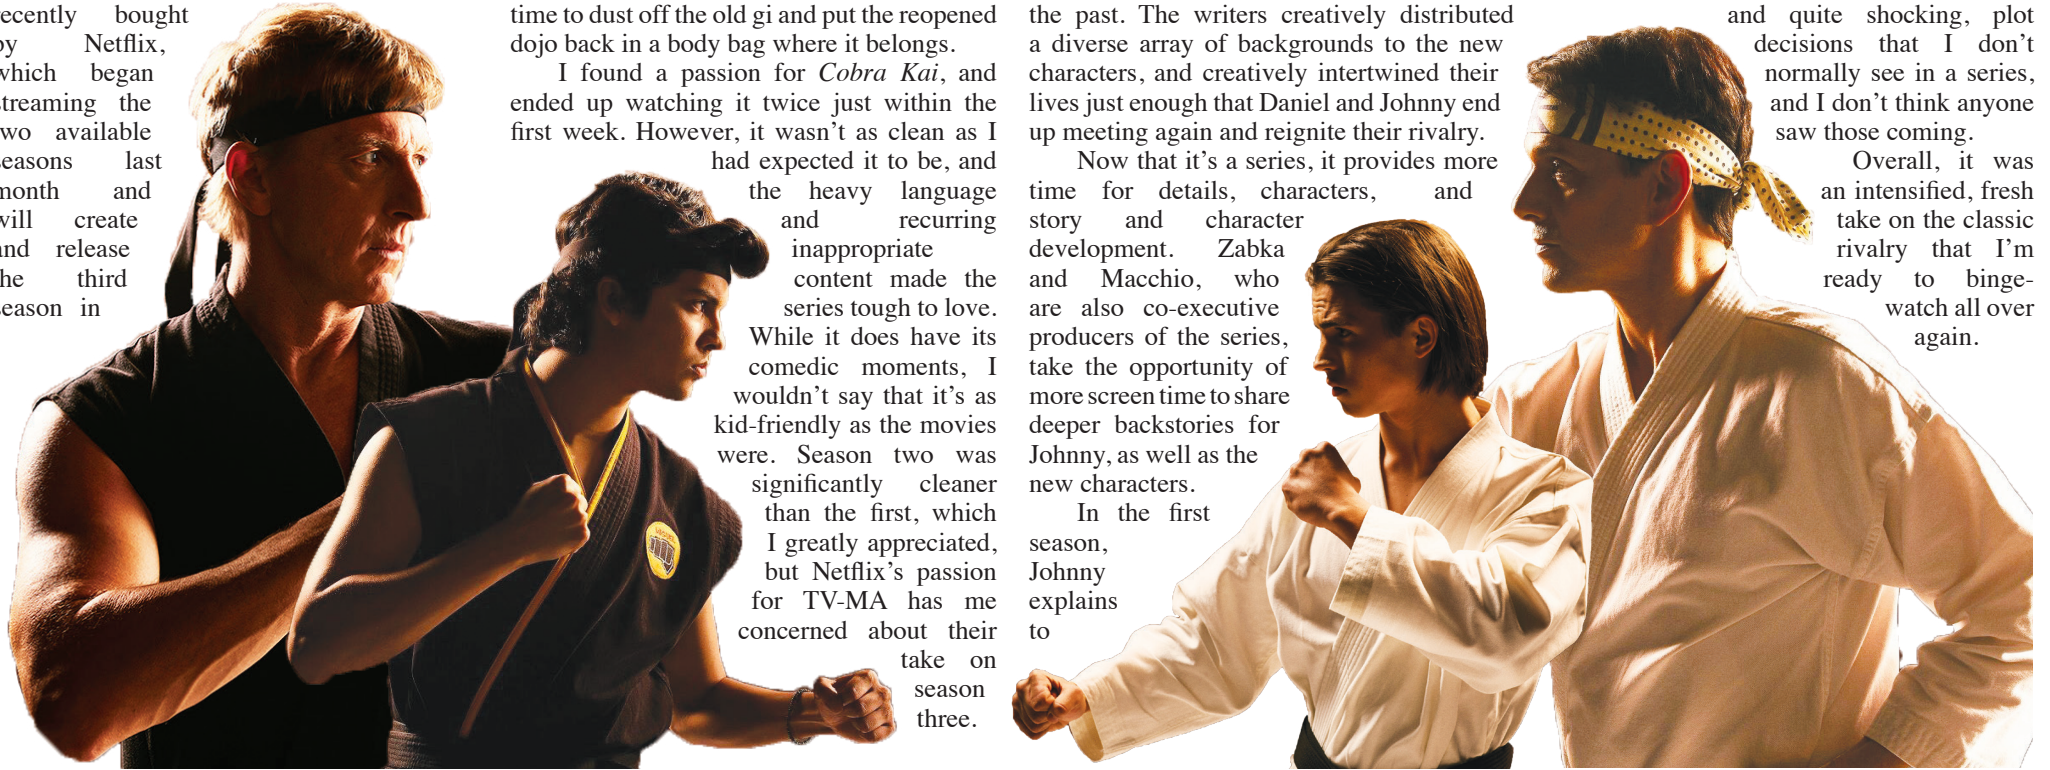 recently bought
by Netflix,
which began
streaming the
two available
seasons last
month and
will create
and release
the third
season in
time to dust off the old gi and put the reopened
dojo back in a body bag where it belongs.
I found a passion for Cobra Kai, and
ended up watching it twice just within the
first week. However, it wasn't as clean as I
had expected it to be, and
the heavy language
and recurring
inappropriate
content made the
series tough to love.
While it does have its
comedic moments, I
wouldn't say that it's as
kid-friendly as the movies
were. Season two was
significantly cleaner
than the first, which
I greatly appreciated,
but Netflix's passion
for TV-MA has me
concerned about their
take on
season
three.
the past. The writers creatively distributed
a diverse array of backgrounds to the new
characters, and creatively intertwined their
lives just enough that Daniel and Johnny end
up meeting again and reignite their rivalry.
Now that it's a series, it provides more
time for details, characters, and
story and character
development. Zabka
and Macchio, who
are also co-executive
producers of the series,
take the opportunity of
more screen time to share
deeper backstories for
Johnny, as well as the
new characters.
In the first
season,
Johnny
explains
to
and quite shocking, plot
decisions that I don't
normally see in a series,
and I don't think anyone
saw those coming.
Overall, it was
an intensified, fresh
take on the classic
rivalry that I'm
ready to binge-
watch all over
again.